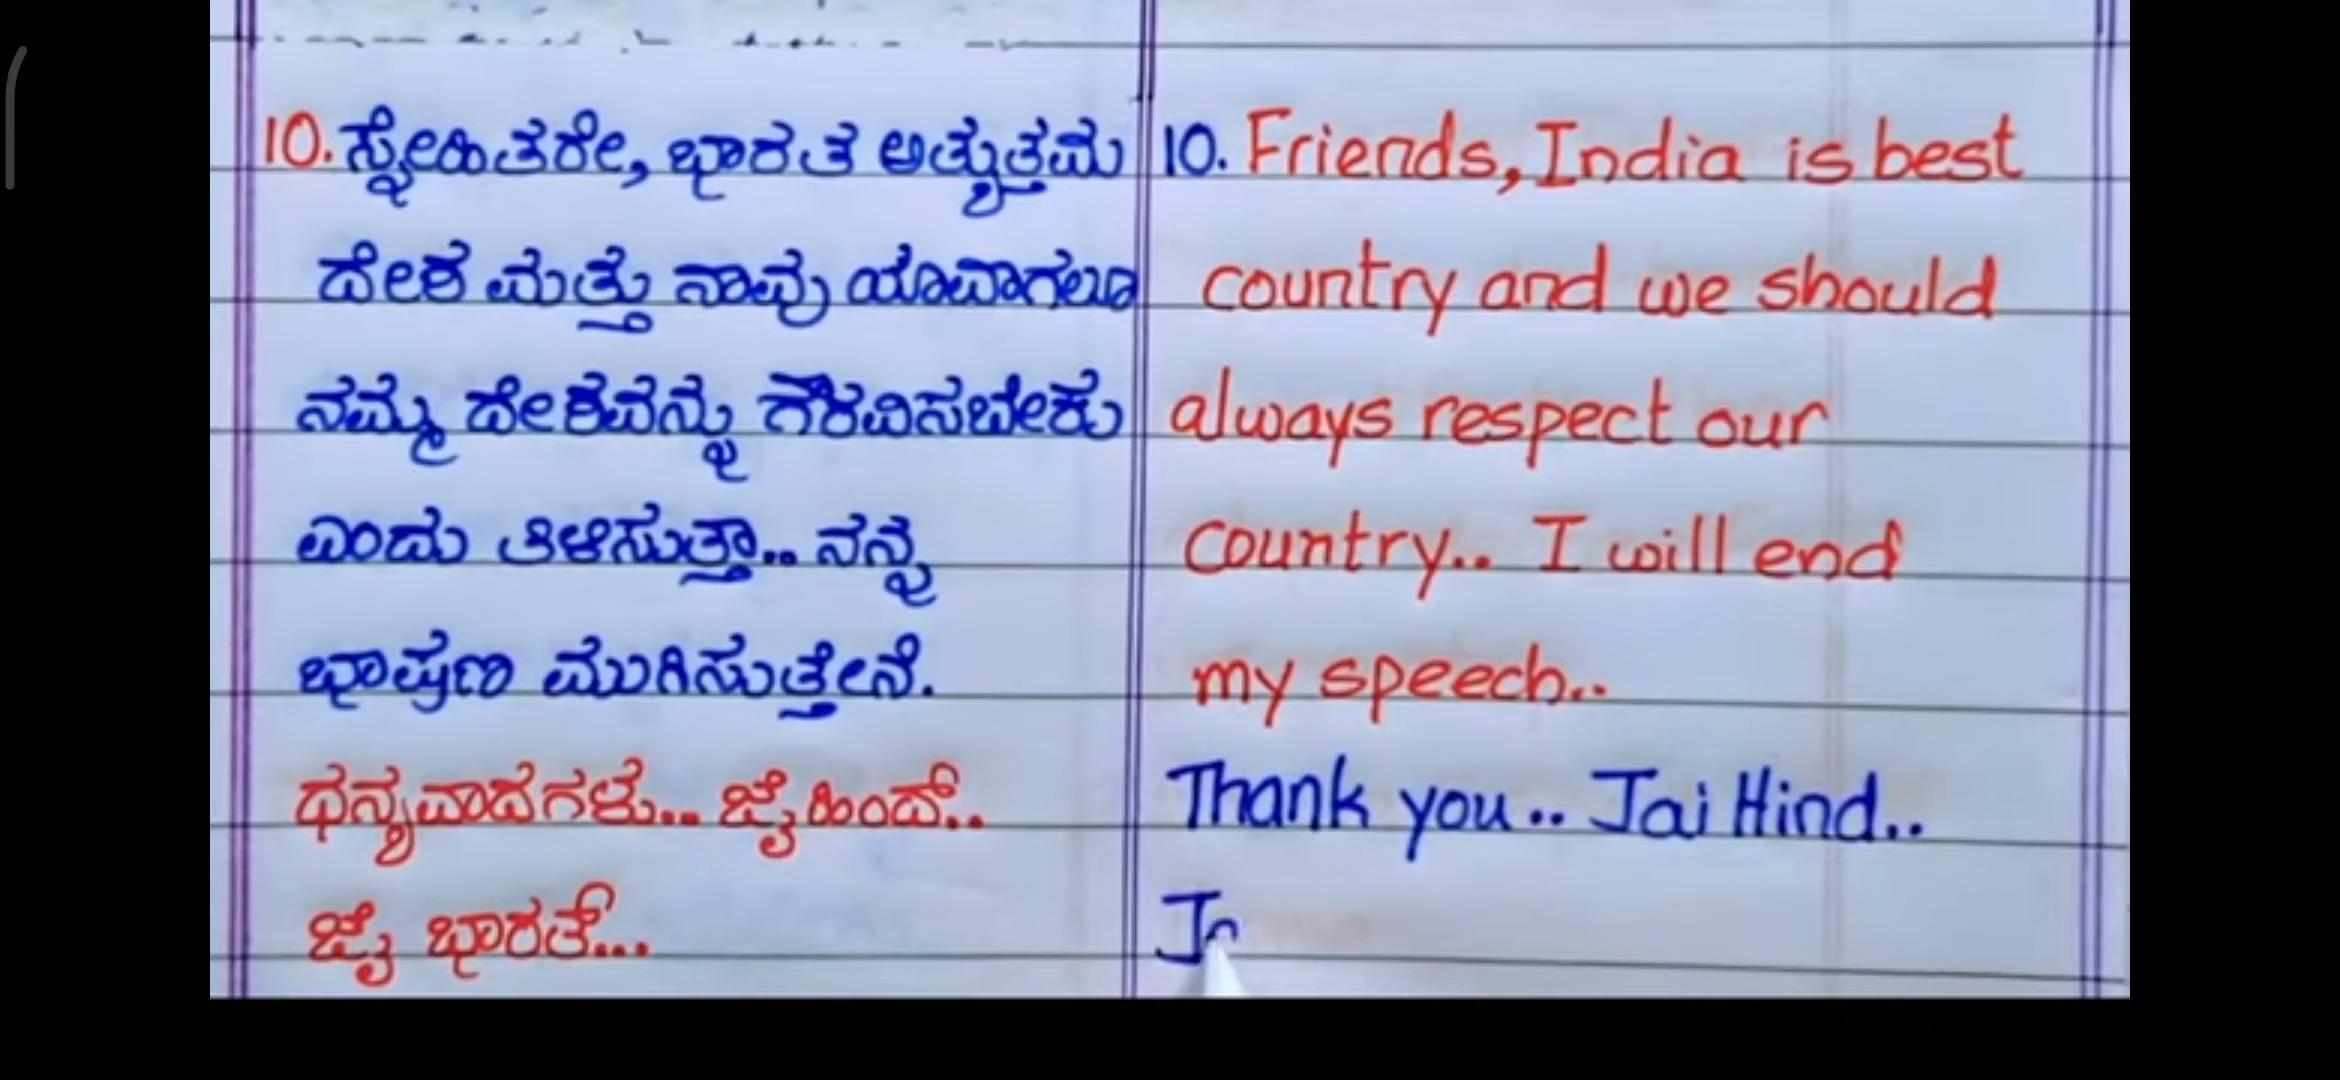 10. ಸ್ನೇಹಿತರೇ, ಭಾರತ ಅತ್ಯುತ್ತಮ
ದೇಶ ಮತ್ತು ನಾವು ಯಾವಾಗಲೂ
ನಮ್ಮ ದೇಶವನ್ನು ಗೌರವಿಸಬೇಕು
ಎಂದು ತಿಳಿಸುತ್ತಾ.. ನನ್ನ
ಭಾಷಣ ಮುಗಿಸುತ್ತೇನೆ.
ಧನ್ಯವಾದಗಳು.. ಜೈ ಹಿಂದ್..
ಜೈ ಭಾರತ್...
10. Friends, India is best
country and we should
always respect our
country.. I will end
my speech..
Thank you.. Jai Hind..